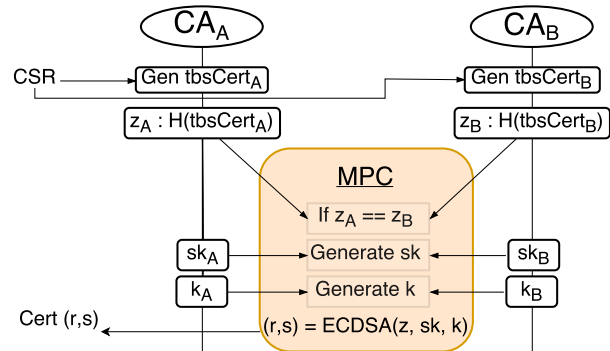 CA_A CA_B
CSR Gen tbsCert_A Gen tbsCert_B
z_A : H(tbsCert_A) z_B : H(tbsCert_B)
MPC
If z_A == z_B
sk_A Generate sk sk_B
k_A Generate k k_B
Cert (r,s) (r,s) = ECDSA(z, sk, k)